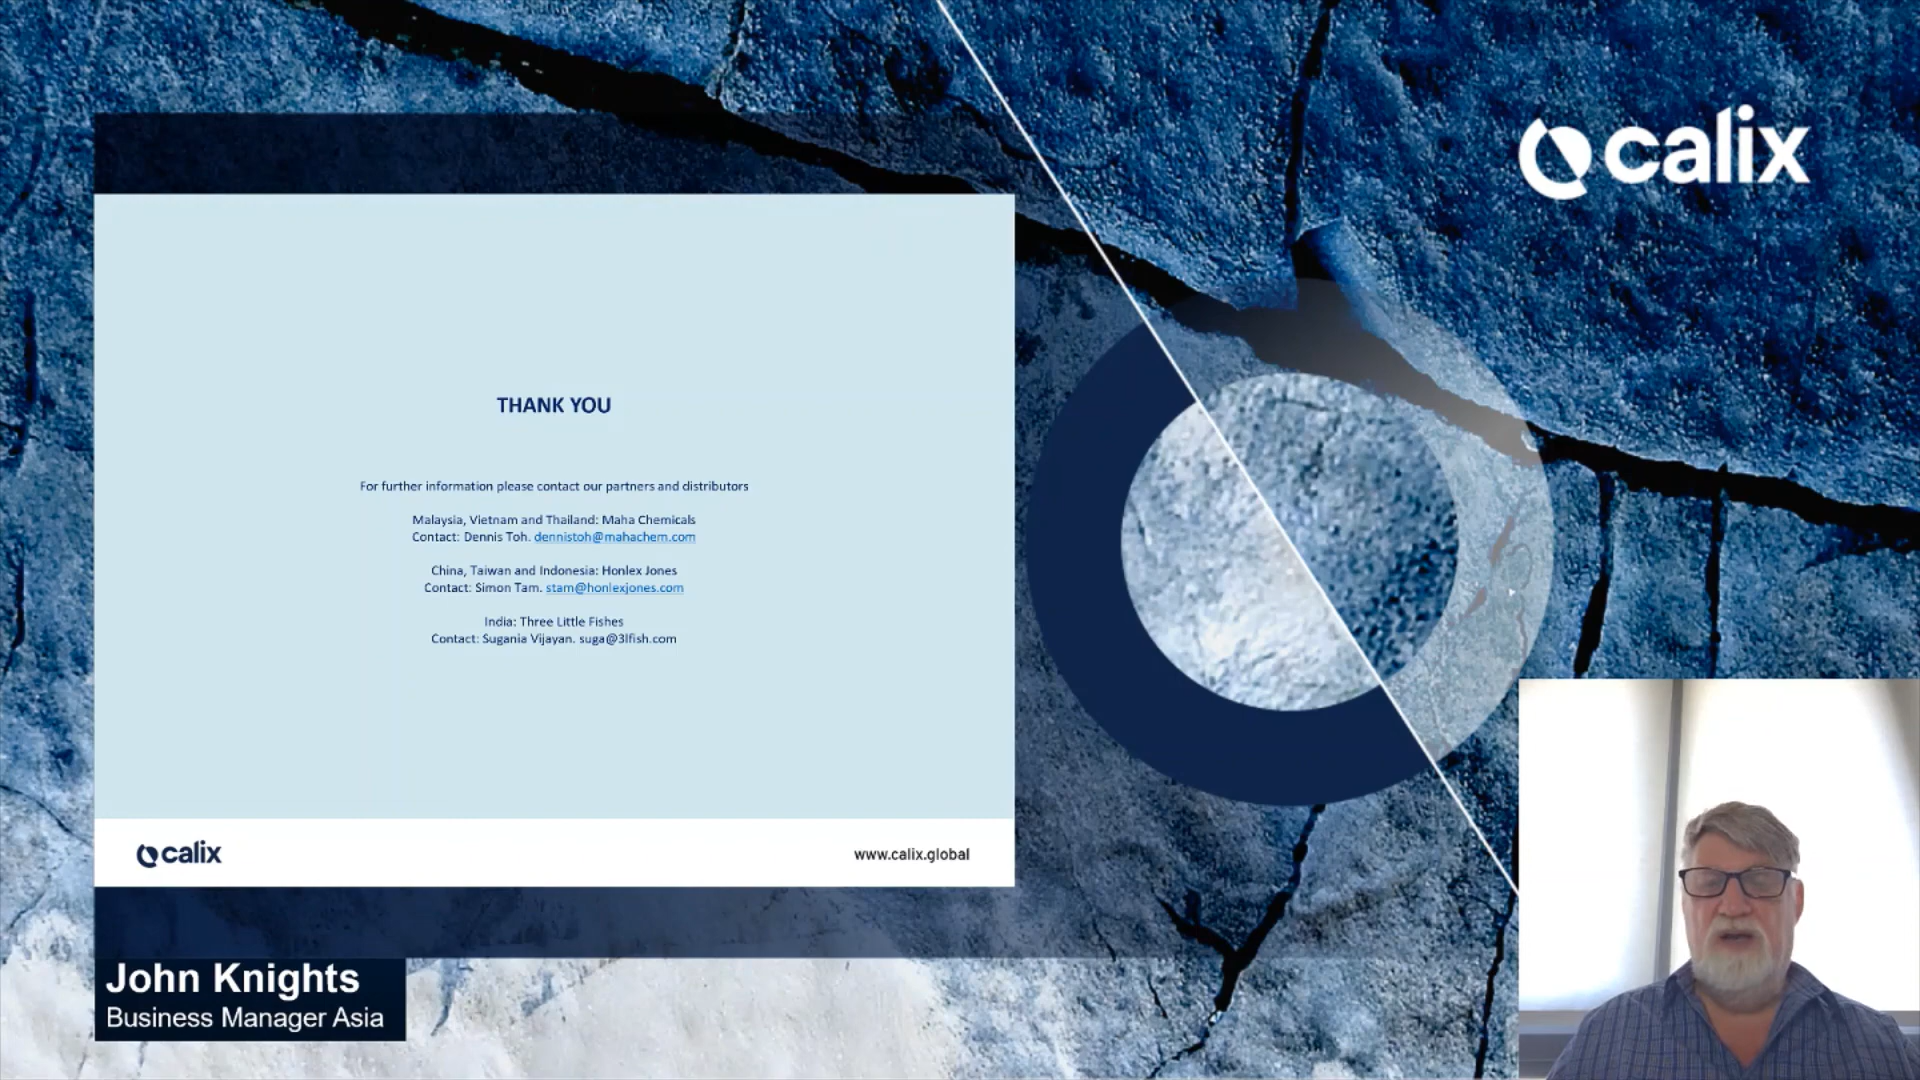 calix
THANK YOU
For further information please contact our partners and distributors
Malaysia, Vietnam and Thailand: Maha Chemicals
Contact: Dennis Toh. dennistoh@mahachem.com
China, Taiwan and Indonesia: Honlex Jones
Contact: Simon Tam. stam@honlexjones.com
India: Three Little Fishes
Contact: Sugania Vijayan. suga@3lfish.com
calix
www.calix.global
John Knights
Business Manager Asia